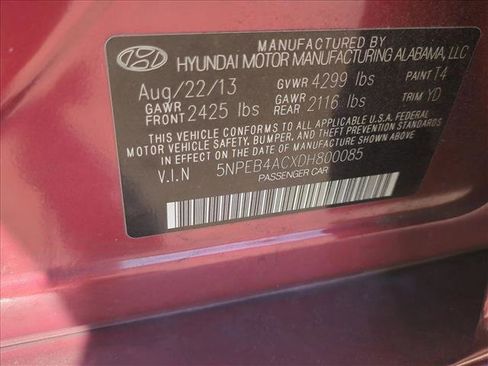 MANUFACTURED BY
HYUNDAI MOTOR MANUFACTURING ALABAMA, LLC
Aug/22/13 GVWR 4299 lbs PAINT T4
GAWR FRONT 2425 lbs GAWR REAR 2116 lbs TRIM YD
THIS VEHICLE CONFORMS TO ALL APPLICABLE U.S.A. FEDERAL
MOTOR VEHICLE SAFETY, BUMPER, AND THEFT PREVENTION STANDARDS
IN EFFECT ON THE DATE OF MANUFACTURE SHOWN ABOVE.
V.I.N 5NPEB4ACXDH800085
PASSENGER CAR